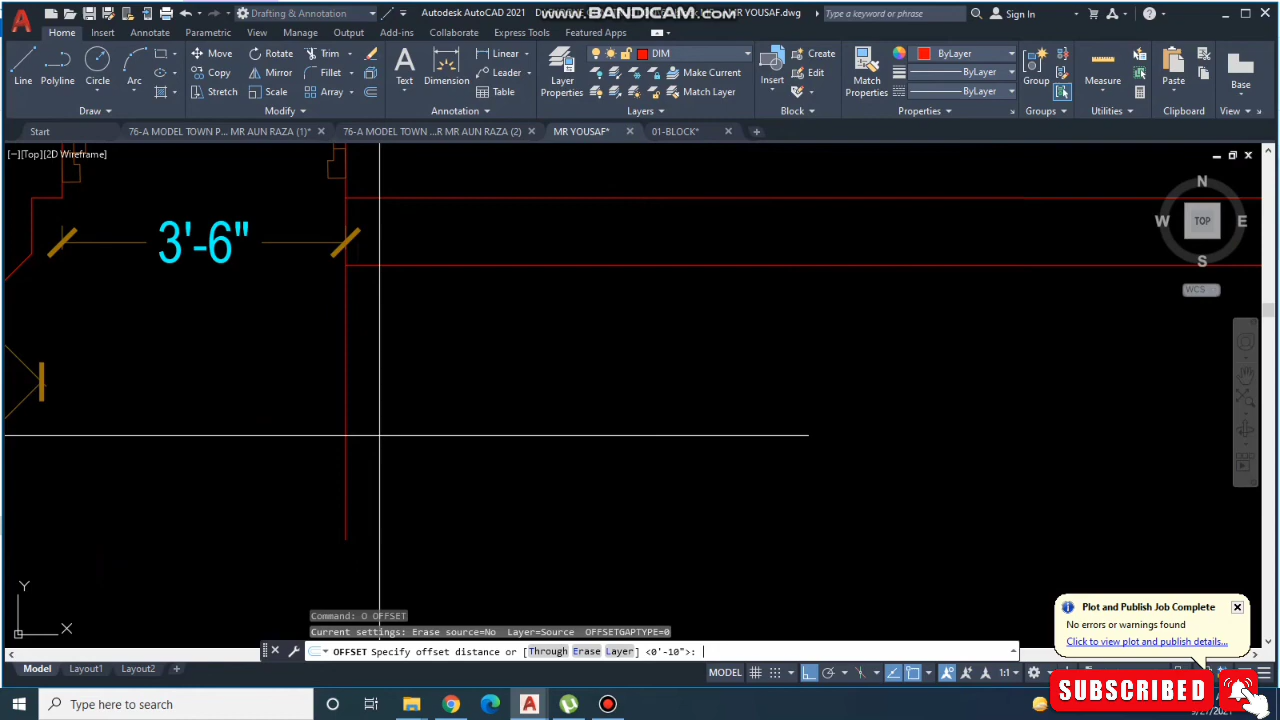 Drafting & Annotation
Autodesk AutoCAD 2021
www.BANDICAM.com
MR YOUSAF.dwg
Type a keyword or phrase
Sign In
Home Insert Annotate Parametric View Manage Output Add-ins Collaborate Express Tools Featured Apps
Line Polyline Circle Arc
Move Rotate Trim
Copy Mirror Fillet
Stretch Scale Array
Text Dimension
Linear
Leader
Table
Layer Properties
DIM
Make Current
Match Layer
Insert
Create
Edit
Match Properties
ByLayer
ByLayer
ByLayer
Group
Measure
Paste
Base
Draw Modify Annotation Layers Block Properties Groups Utilities Clipboard View
Start
76-A MODEL TOWN P... MR AUN RAZA (1)*
76-A MODEL TOWN ...R MR AUN RAZA (2)
MR YOUSAF*
01-BLOCK*
[−][Top][2D Wireframe]
N
W TOP E
S
WCS
3'-6"
Y
X
Command: O OFFSET
Current settings: Erase source=No Layer=Source OFFSETGAPTYPE=0
OFFSET Specify offset distance or [Through Erase Layer] <0'-10">:
Plot and Publish Job Complete
No errors or warnings found
Click to view plot and publish details...
Model Layout1 Layout2
MODEL
1:1
Type here to search
SUBSCRIBED